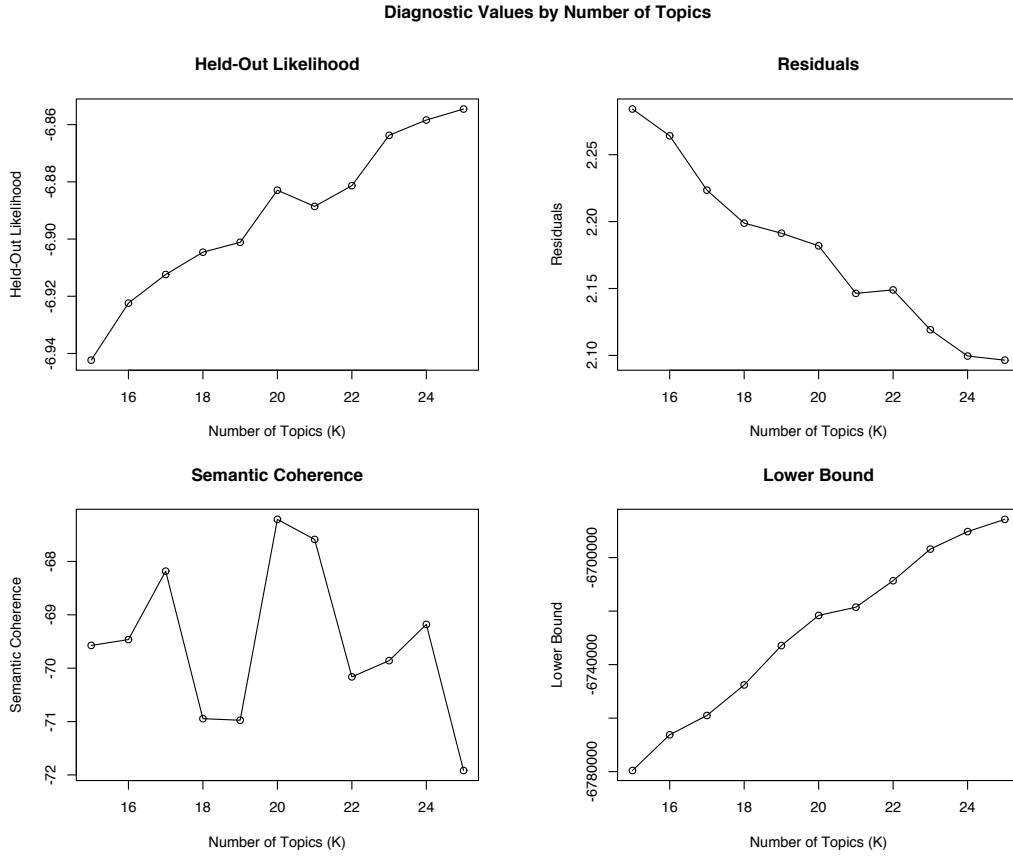 Diagnostic Values by Number of Topics
Held-Out Likelihood
Held-Out Likelihood
-6.86
-6.88
-6.90
-6.92
-6.94
16 18 20 22 24
Number of Topics (K)
Residuals
Residuals
2.25
2.20
2.15
2.10
16 18 20 22 24
Number of Topics (K)
Semantic Coherence
Semantic Coherence
-68
-69
-70
-71
-72
16 18 20 22 24
Number of Topics (K)
Lower Bound
Lower Bound
-6700000
-6740000
-6780000
16 18 20 22 24
Number of Topics (K)